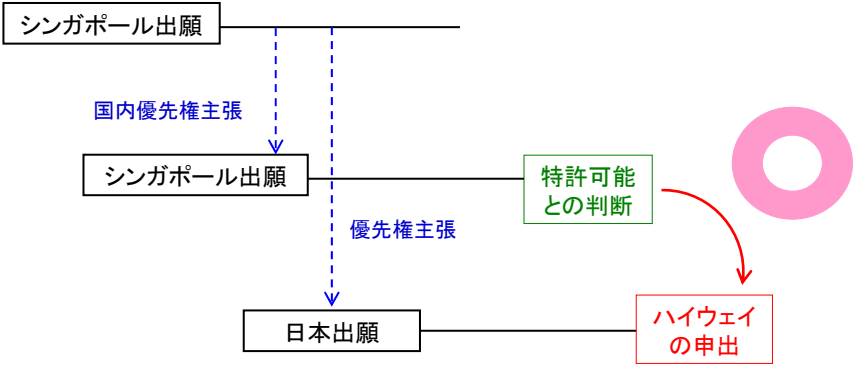 シンガポール出願
国内優先権主張
シンガポール出願
特許可能
との判断
優先権主張
日本出願
ハイウェイ
の申出